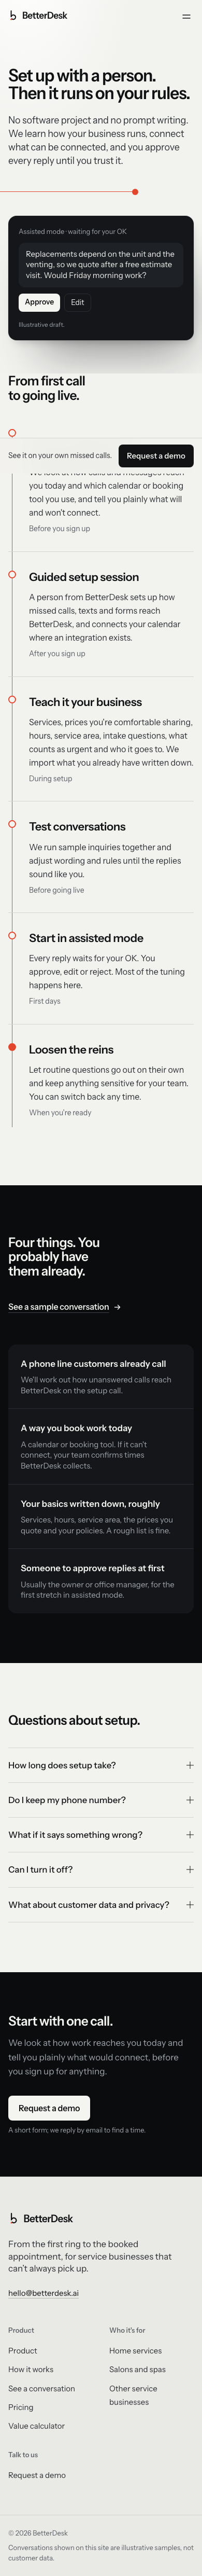 BetterDesk
Set up with a person.
Then it runs on your rules.
No software project and no prompt writing.
We learn how your business runs, connect
what can be connected, and you approve
every reply until you trust it.
Assisted mode · waiting for your OK
Replacements depend on the unit and the
venting, so we quote after a free estimate
visit. Would Friday morning work?
Approve
Edit
Illustrative draft.
From first call
to going live.
See it on your own missed calls.
Request a demo
you today and which calendar or booking
tool you use, and tell you plainly what will
and won't connect.
Before you sign up
Guided setup session
A person from BetterDesk sets up how
missed calls, texts and forms reach
BetterDesk, and connects your calendar
where an integration exists.
After you sign up
Teach it your business
Services, prices you're comfortable sharing,
hours, service area, intake questions, what
counts as urgent and who it goes to. We
import what you already have written down.
During setup
Test conversations
We run sample inquiries together and
adjust wording and rules until the replies
sound like you.
Before going live
Start in assisted mode
Every reply waits for your OK. You
approve, edit or reject. Most of the tuning
happens here.
First days
Loosen the reins
Let routine questions go out on their own
and keep anything sensitive for your team.
You can switch back any time.
When you're ready
Four things. You
probably have
them already.
See a sample conversation →
A phone line customers already call
We'll work out how unanswered calls reach
BetterDesk on the setup call.
A way you book work today
A calendar or booking tool. If it can't
connect, your team confirms times
BetterDesk collects.
Your basics written down, roughly
Services, hours, service area, the prices you
quote and your policies. A rough list is fine.
Someone to approve replies at first
Usually the owner or office manager, for the
first stretch in assisted mode.
Questions about setup.
How long does setup take?
Do I keep my phone number?
What if it says something wrong?
Can I turn it off?
What about customer data and privacy?
Start with one call.
We look at how work reaches you today and
tell you plainly what would connect, before
you sign up for anything.
Request a demo
A short form; we reply by email to find a time.
BetterDesk
From the first ring to the booked
appointment, for service businesses that
can't always pick up.
hello@betterdesk.ai
Product
Product
How it works
See a conversation
Pricing
Value calculator
Who it's for
Home services
Salons and spas
Other service
businesses
Talk to us
Request a demo
© 2026 BetterDesk
Conversations shown on this site are illustrative samples, not
customer data.